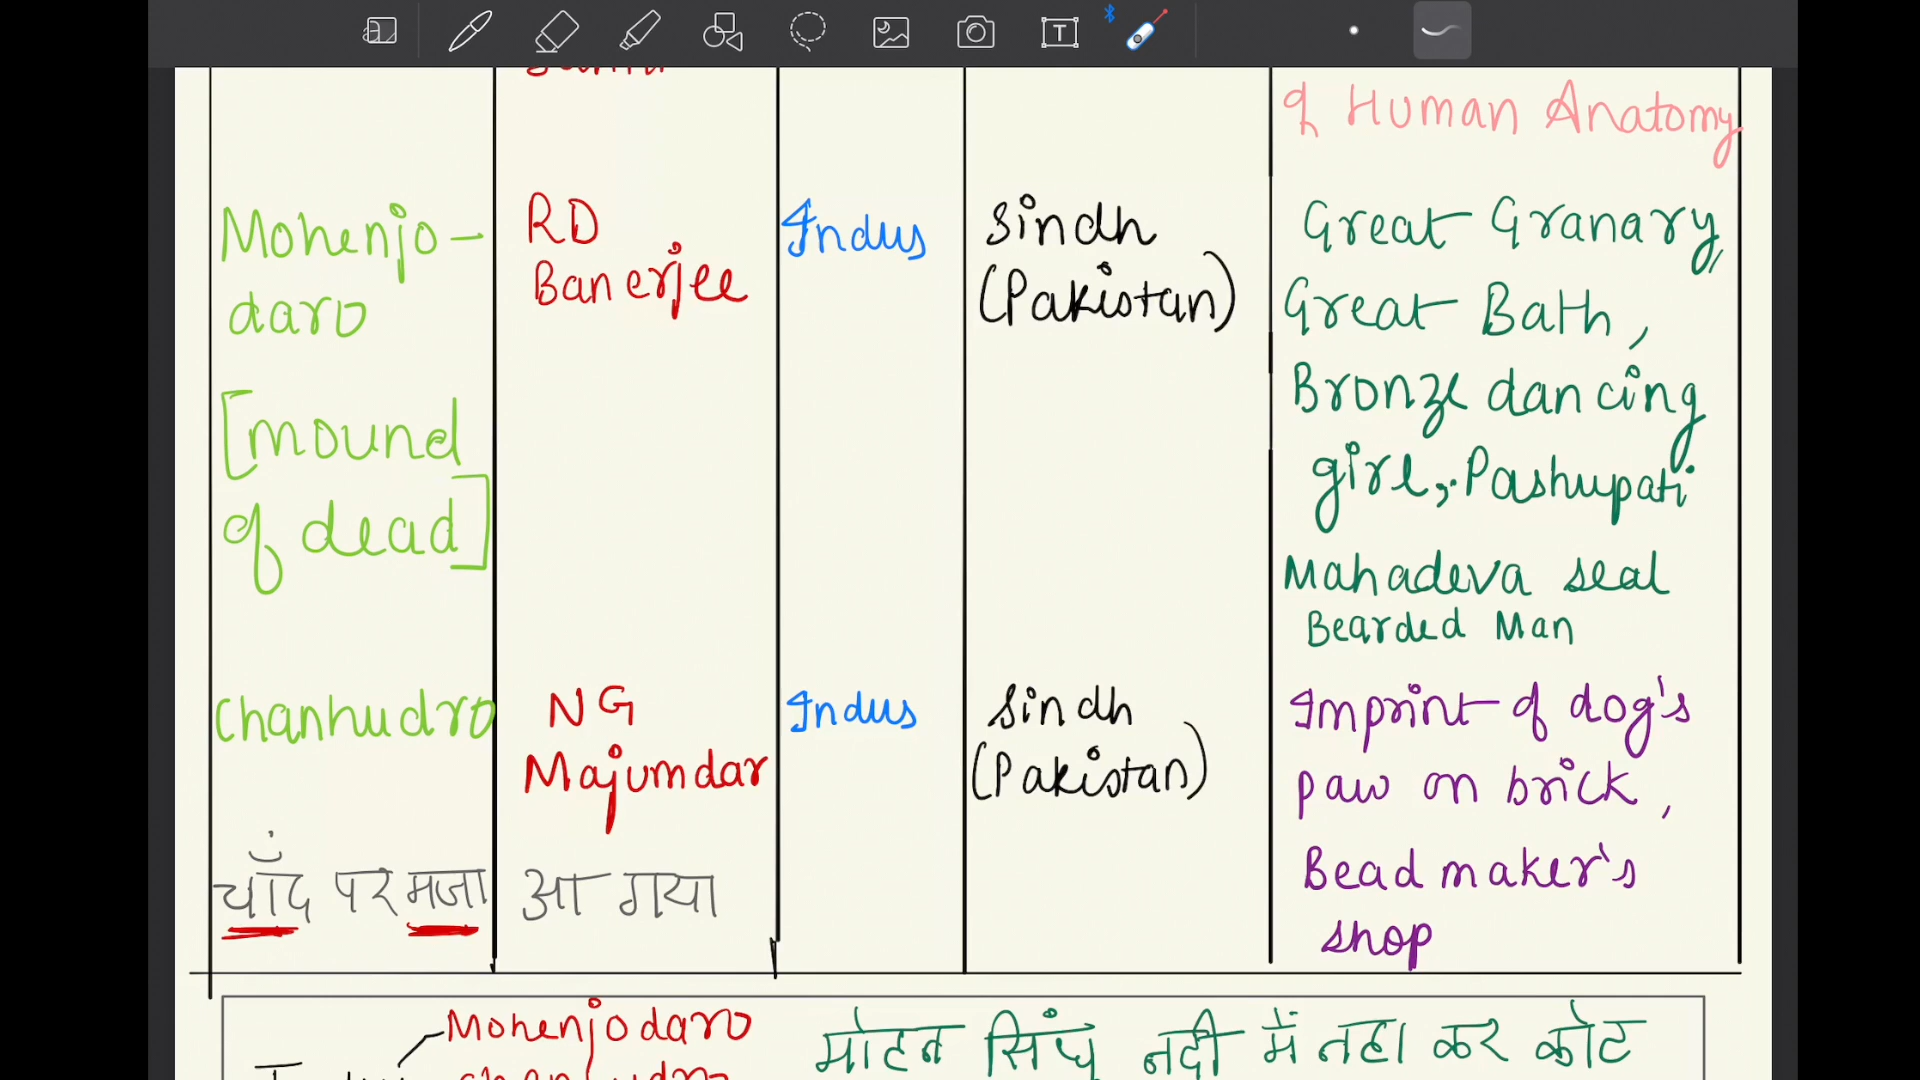 of Human Anatomy
Mohenjo-
daro
[mound
of dead]
RD
Banerjee
Indus
Sindh
(Pakistan)
Great Granary,
Great Bath,
Bronze dancing
girl, Pashupati
Mahadeva seal
Bearded Man
Chanhudro
NG
Majumdar
Indus
Sindh
(Pakistan)
Imprint of dog's
paw on brick,
Bead maker's
shop
चाँद पर मजा आ गया
Mohenjodaro
मोहन सिंध नदी में नहा कर कोट